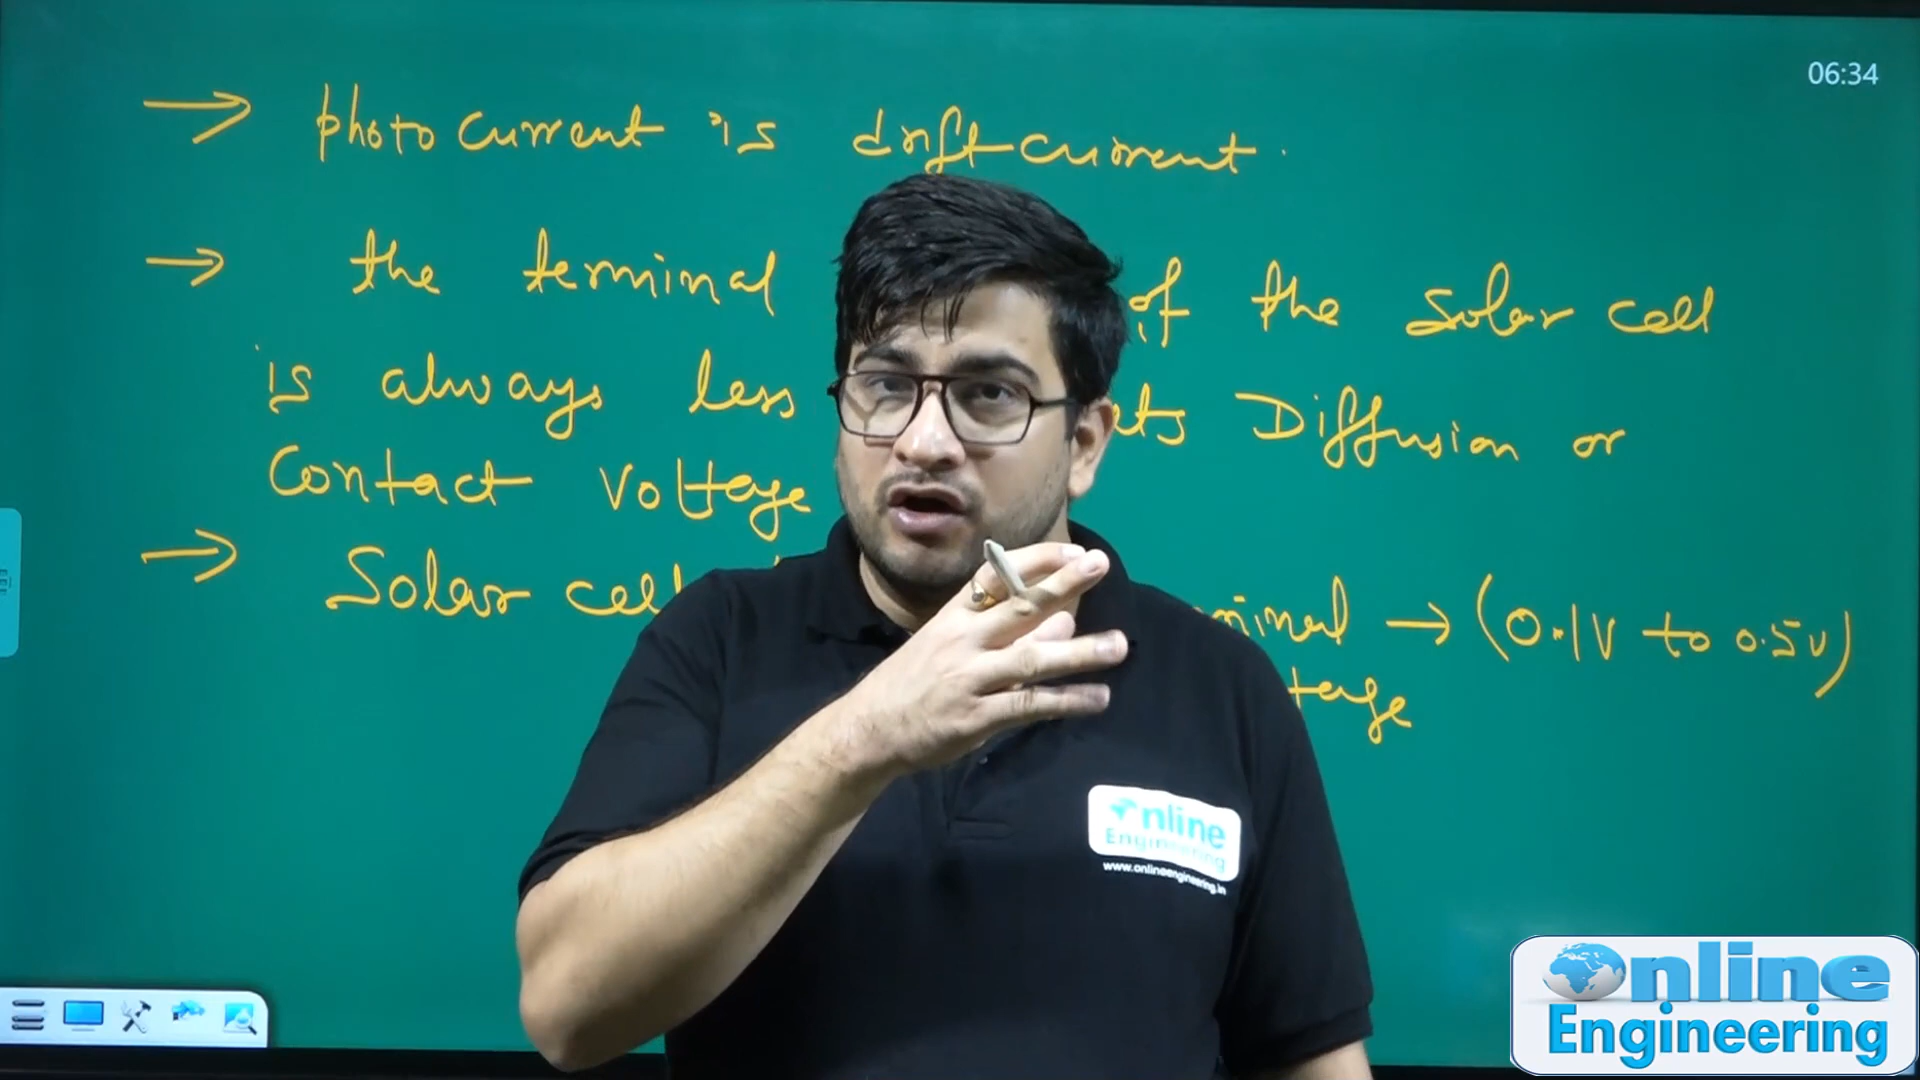 06:34
→ photo current is drift current.
→ the terminal of the Solar cell
is always less its Diffusion or
Contact Voltage
→ Solar cell → (0.1V to 0.5V)
Online
Engineering
www.onlineengineering.in
Online
Engineering